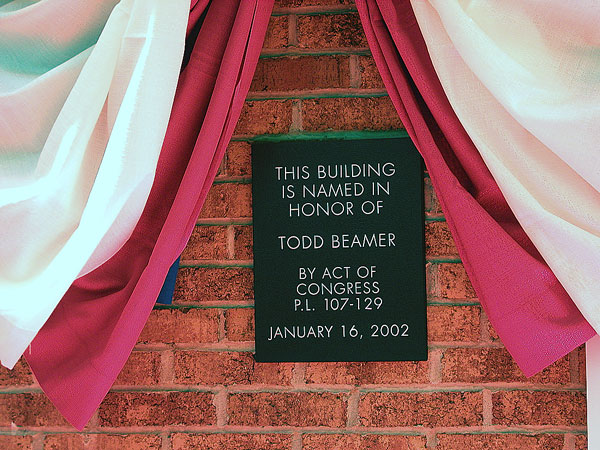 THIS BUILDING
IS NAMED IN
HONOR OF
TODD BEAMER
BY ACT OF
CONGRESS
P.L. 107-129
JANUARY 16, 2002